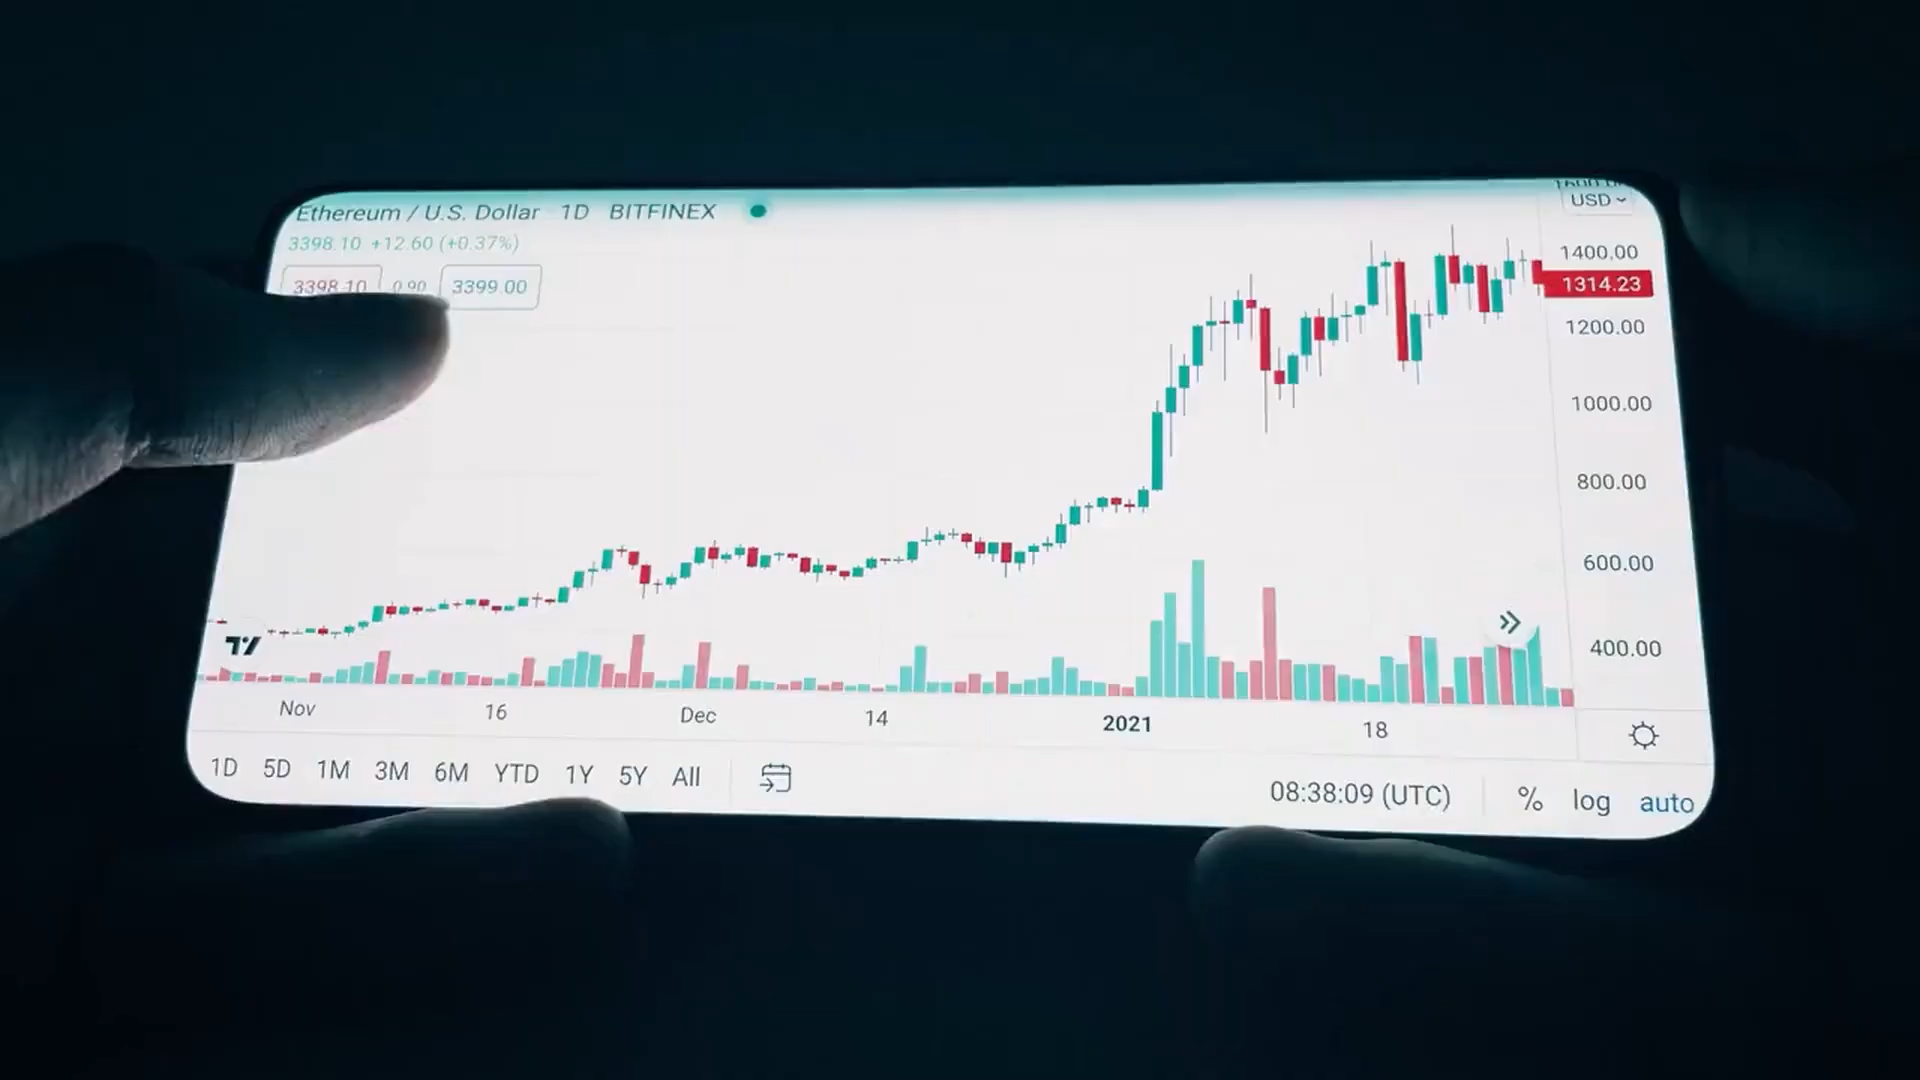 Ethereum / U.S. Dollar 1D BITFINEX
USD
3398.10 +12.60 (+0.37%)
3398.10 0.90 3399.00
1400.00
1314.23
1200.00
1000.00
800.00
600.00
400.00
Nov 16 Dec 14 2021 18
1D 5D 1M 3M 6M YTD 1Y 5Y All
08:38:09 (UTC) % log auto